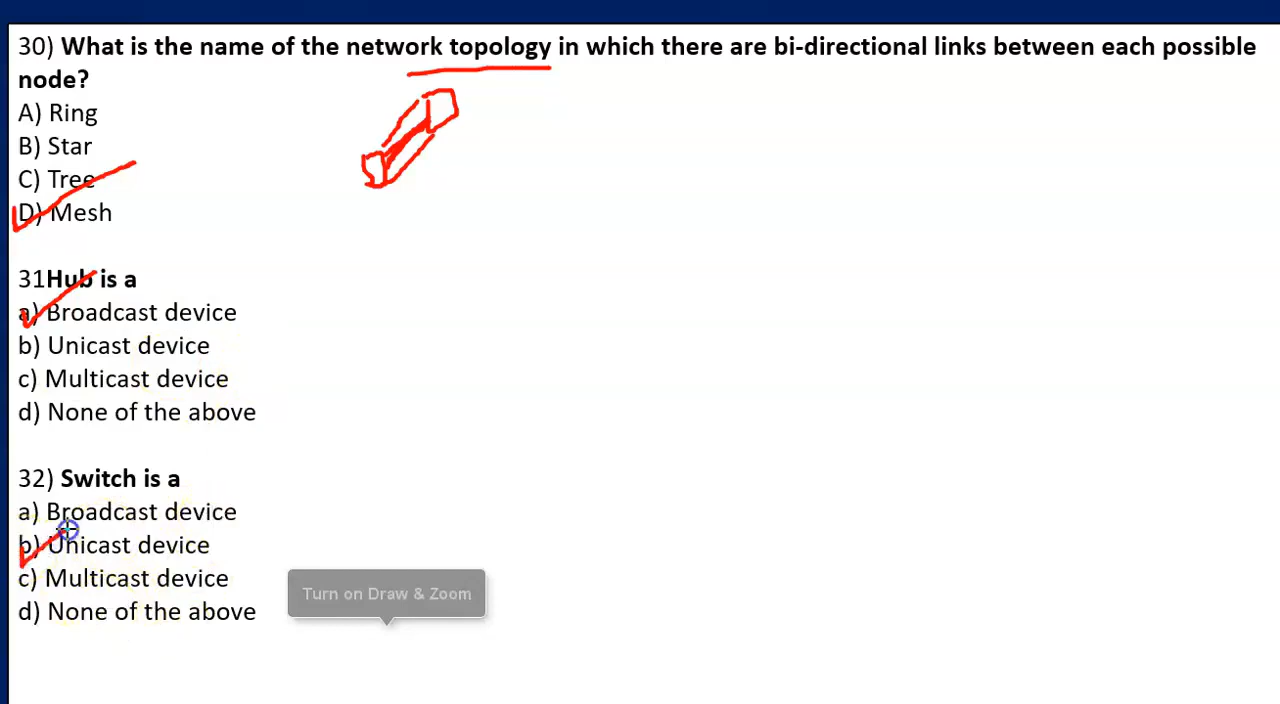 30) What is the name of the network topology in which there are bi-directional links between each possible
node?
A) Ring
B) Star
C) Tree
D) Mesh
31Hub is a
a) Broadcast device
b) Unicast device
c) Multicast device
d) None of the above
32) Switch is a
a) Broadcast device
b) Unicast device
c) Multicast device
d) None of the above
Turn on Draw & Zoom